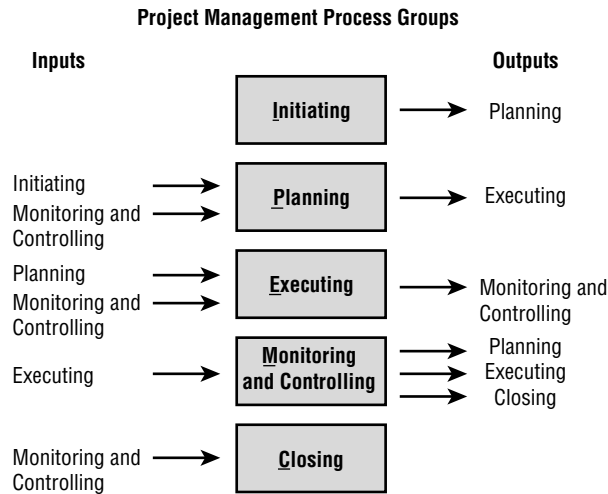 Project Management Process Groups
Inputs
Outputs
Initiating
Planning
Initiating
Monitoring and
Controlling
Planning
Executing
Planning
Monitoring and
Controlling
Executing
Monitoring and
Controlling
Executing
Monitoring
and Controlling
Planning
Executing
Closing
Monitoring and
Controlling
Closing